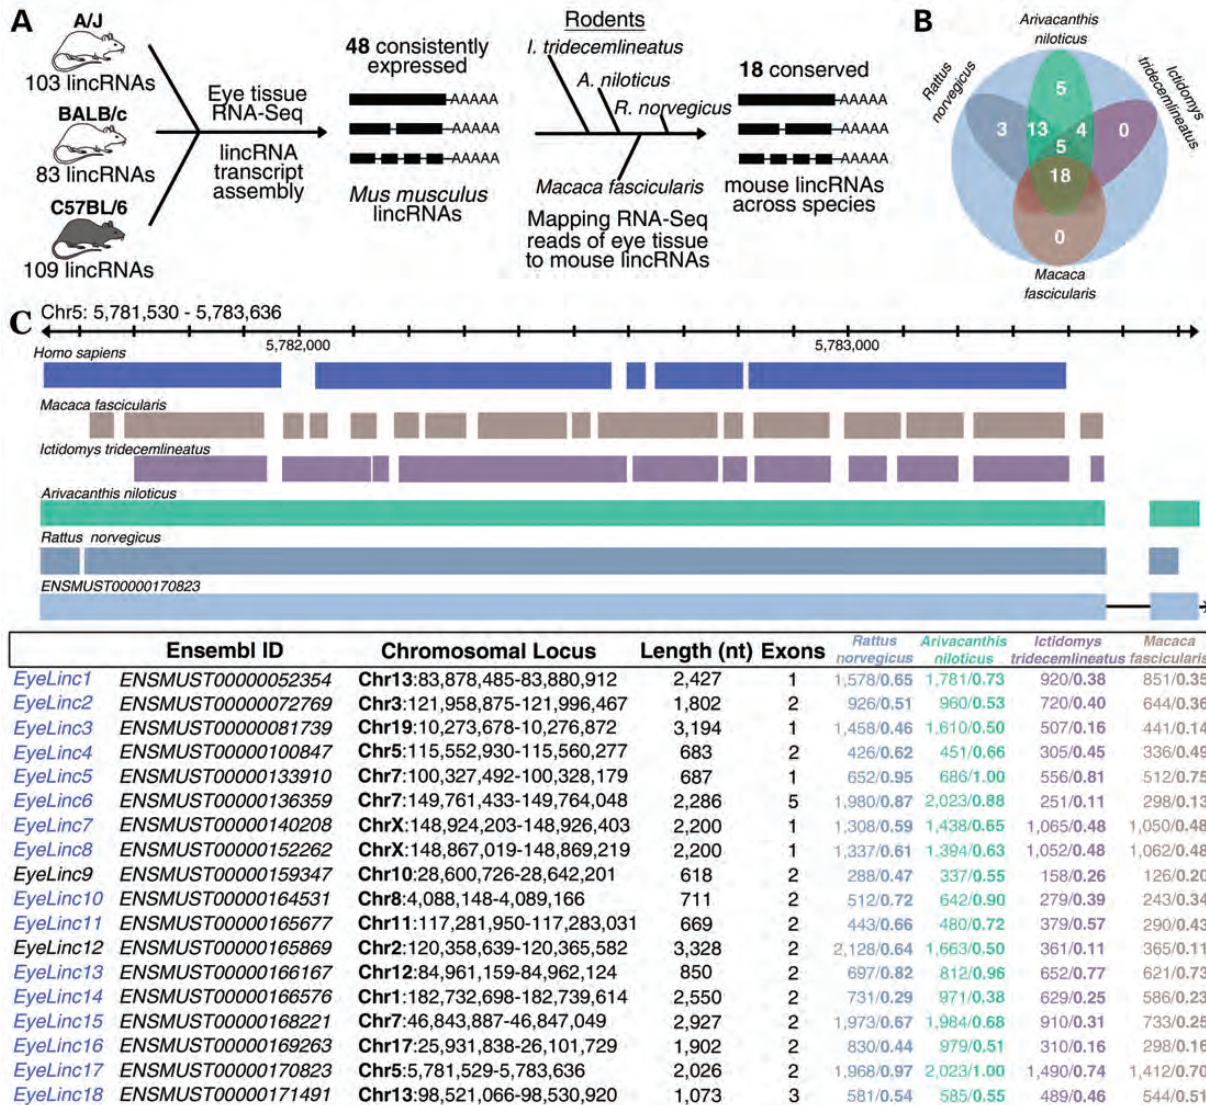 A
A/J
103 lincRNAs
BALB/c
83 lincRNAs
C57BL/6
109 lincRNAs
Eye tissue
RNA-Seq
lincRNA
transcript
assembly
48 consistently
expressed
AAAAA
AAAAA
AAAAA
Mus musculus
lincRNAs
Rodents
I. tridecemlineatus
A. niloticus
R. norvegicus
Macaca fascicularis
Mapping RNA-Seq
reads of eye tissue
to mouse lincRNAs
18 conserved
AAAAA
AAAAA
AAAAA
mouse lincRNAs
across species
B
Arivacanthis
niloticus
Rattus
norvegicus
Ictidomys
tridecemlineatus
5
3 13 4 0
5
18
0
Macaca
fascicularis
C
Chr5: 5,781,530 - 5,783,636
5,782,000 5,783,000
Homo sapiens
Macaca fascicularis
Ictidomys tridecemlineatus
Arivacanthis niloticus
Rattus norvegicus
ENSMUST00000170823
Ensembl ID Chromosomal Locus Length (nt) Exons Rattus norvegicus Arivacanthis niloticus Ictidomys tridecemlineatus Macaca fascicularis
EyeLinc1 ENSMUST00000052354 Chr13:83,878,485-83,880,912 2,427 1 1,578/0.65 1,781/0.73 920/0.38 851/0.35
EyeLinc2 ENSMUST00000072769 Chr3:121,958,875-121,996,467 1,802 2 926/0.51 960/0.53 720/0.40 644/0.36
EyeLinc3 ENSMUST00000081739 Chr19:10,273,678-10,276,872 3,194 1 1,458/0.46 1,610/0.50 507/0.16 441/0.14
EyeLinc4 ENSMUST00000100847 Chr5:115,552,930-115,560,277 683 2 426/0.62 451/0.66 305/0.45 336/0.49
EyeLinc5 ENSMUST00000133910 Chr7:100,327,492-100,328,179 687 1 652/0.95 686/1.00 556/0.81 512/0.75
EyeLinc6 ENSMUST00000136359 Chr7:149,761,433-149,764,048 2,286 5 1,980/0.87 2,023/0.88 251/0.11 298/0.13
EyeLinc7 ENSMUST00000140208 ChrX:148,924,203-148,926,403 2,200 1 1,308/0.59 1,438/0.65 1,065/0.48 1,050/0.48
EyeLinc8 ENSMUST00000152262 ChrX:148,867,019-148,869,219 2,200 1 1,337/0.61 1,394/0.63 1,052/0.48 1,062/0.48
EyeLinc9 ENSMUST00000159347 Chr10:28,600,726-28,642,201 618 2 288/0.47 337/0.55 158/0.26 126/0.20
EyeLinc10 ENSMUST00000164531 Chr8:4,088,148-4,089,166 711 2 512/0.72 642/0.90 279/0.39 243/0.34
EyeLinc11 ENSMUST00000165677 Chr11:117,281,950-117,283,031 669 2 443/0.66 480/0.72 379/0.57 290/0.43
EyeLinc12 ENSMUST00000165869 Chr2:120,358,639-120,365,582 3,328 2 2,128/0.64 1,663/0.50 361/0.11 365/0.11
EyeLinc13 ENSMUST00000166167 Chr12:84,961,159-84,962,124 850 2 697/0.82 812/0.96 652/0.77 621/0.73
EyeLinc14 ENSMUST00000166576 Chr1:182,732,698-182,739,614 2,550 2 731/0.29 971/0.38 629/0.25 586/0.23
EyeLinc15 ENSMUST00000168221 Chr7:46,843,887-46,847,049 2,927 2 1,973/0.67 1,984/0.68 910/0.31 733/0.25
EyeLinc16 ENSMUST00000169263 Chr17:25,931,838-26,101,729 1,902 2 830/0.44 979/0.51 310/0.16 298/0.16
EyeLinc17 ENSMUST00000170823 Chr5:5,781,529-5,783,636 2,026 2 1,968/0.97 2,023/1.00 1,490/0.74 1,412/0.70
EyeLinc18 ENSMUST00000171491 Chr13:98,521,066-98,530,920 1,073 3 581/0.54 585/0.55 489/0.46 544/0.51